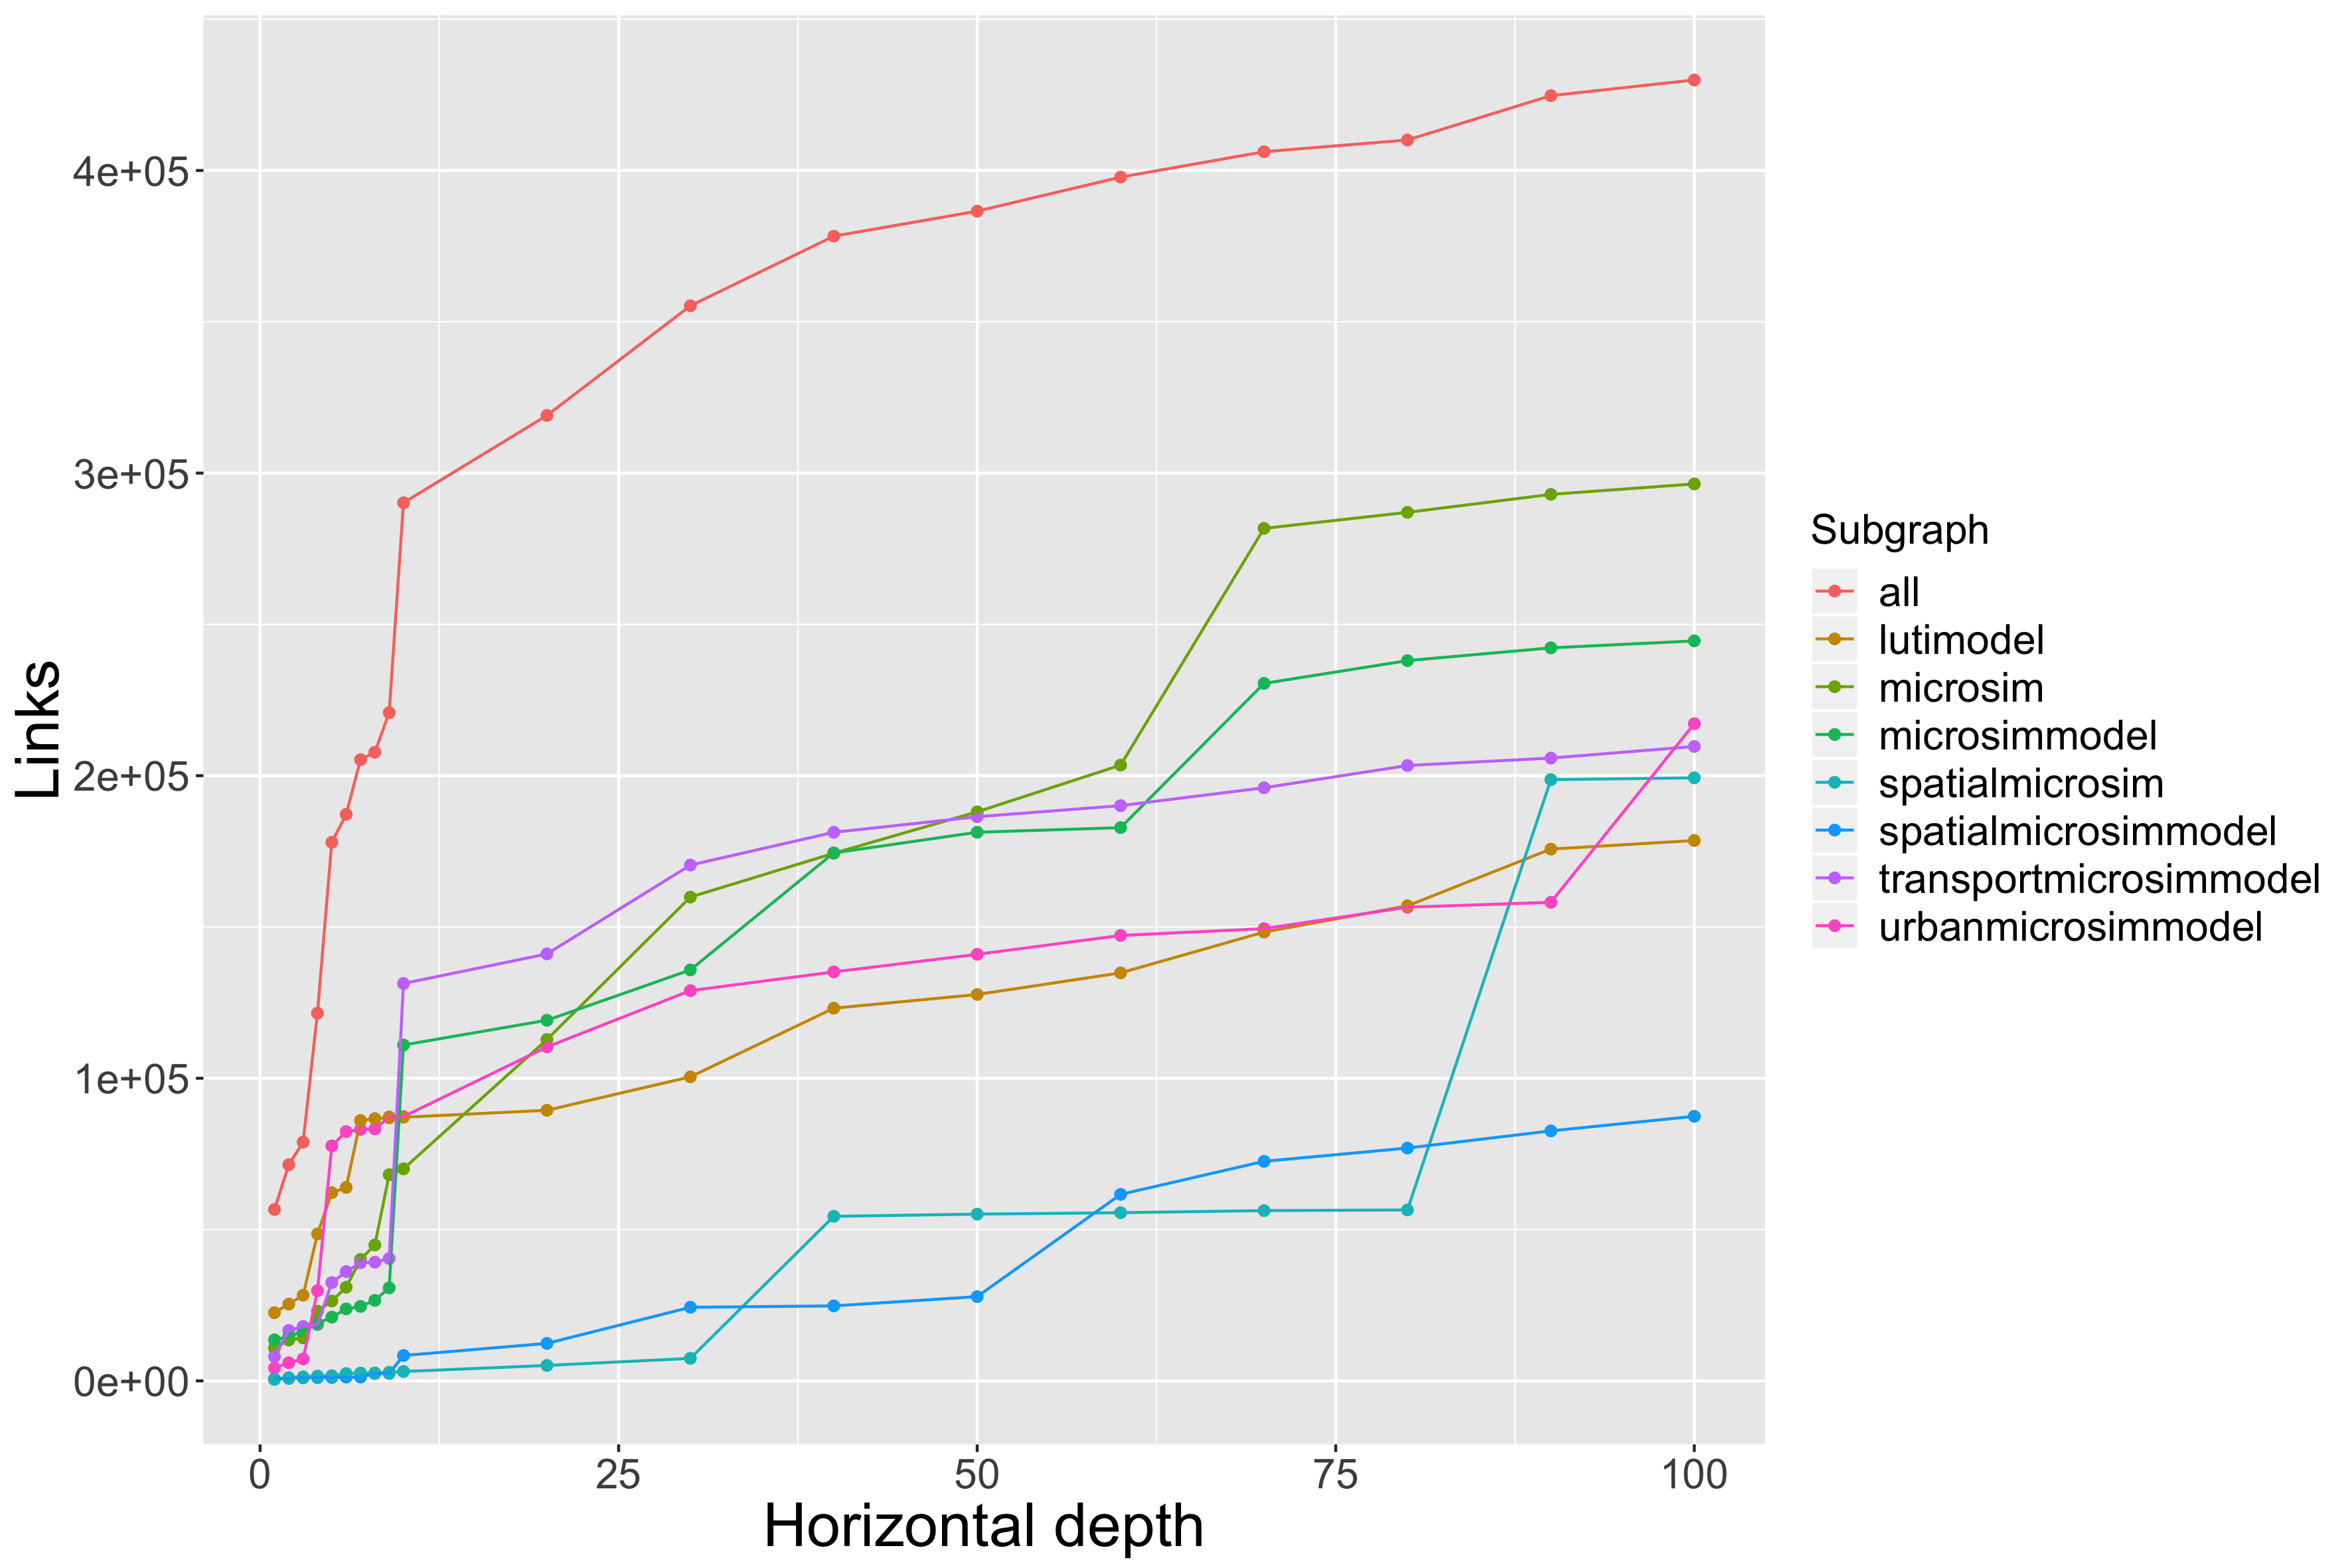 4e+05
3e+05
2e+05
1e+05
0e+00
Links
0 25 50 75 100
Horizontal depth
Subgraph
all
lutimodel
microsim
microsimmodel
spatialmicrosim
spatialmicrosimmodel
transportmicrosimmodel
urbanmicrosimmodel